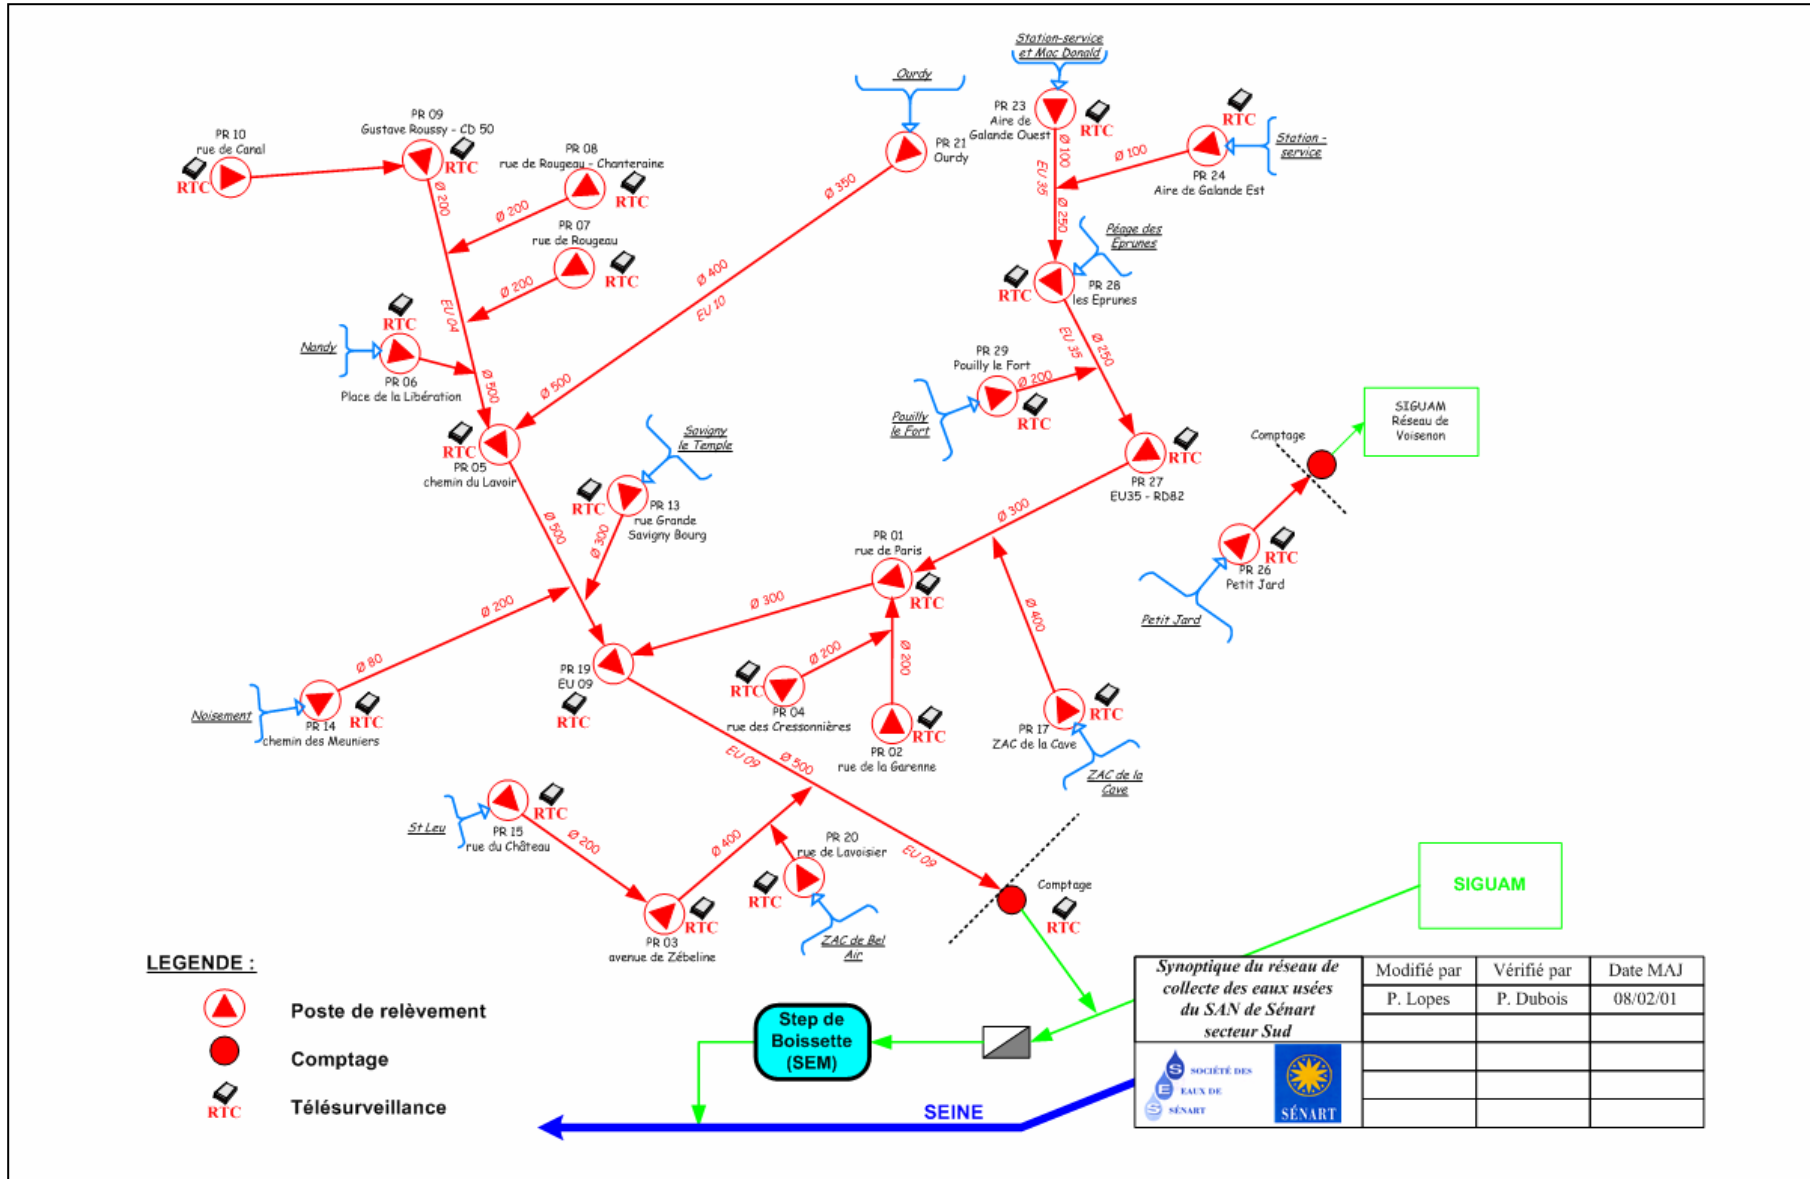 Station-service
et Mac Donald
Ourdy
PR 23
Aire de
Galande Ouest
RTC
RTC
Station -
service
PR 24
Aire de Galande Est
Ø 100
Ø 100
EU 35
Ø 250
PR 09
Gustave Roussy - CD 50
RTC
PR 10
rue de Canal
RTC
PR 08
rue de Rougeau - Chanteraine
RTC
PR 21
Ourdy
Ø 200
Ø 200
Ø 350
PR 07
rue de Rougeau
RTC
Ø 200
Ø 400
EU 10
Péage des
Eprunes
RTC
PR 28
les Eprunes
EU 04
RTC
Nandy
PR 06
Place de la Libération
Ø 500
Ø 500
EU 35
Ø 250
PR 29
Pouilly le Fort
Ø 200
RTC
Pouilly
le Fort
SIGUAM
Réseau de
Voisenon
Comptage
RTC
PR 05
chemin du Lavoir
Savigny
le Temple
RTC
PR 13
rue Grande
Savigny Bourg
RTC
PR 27
EU35 - RD82
Ø 500
Ø 300
Ø 300
PR 01
rue de Paris
RTC
RTC
PR 26
Petit Jard
Petit Jard
Ø 200
Ø 300
Ø 400
Ø 80
Ø 200
Ø 200
PR 19
EU 09
RTC
Noisement
RTC
PR 14
chemin des Meuniers
RTC
PR 04
rue des Cressonnières
RTC
PR 02
rue de la Garenne
RTC
PR 17
ZAC de la Cave
ZAC de la
Cave
EU 09
Ø 500
St Leu
RTC
PR 15
rue du Château
Ø 200
Ø 400
PR 20
rue de Lavoisier
RTC
EU 09
RTC
PR 03
avenue de Zébeline
ZAC de Bel
Air
Comptage
RTC
SIGUAM
LEGENDE :
Poste de relèvement
Comptage
RTC
Télésurveillance
Step de
Boissette
(SEM)
SEINE
Synoptique du réseau de
collecte des eaux usées
du SAN de Sénart
secteur Sud
Modifié par
Vérifié par
Date MAJ
P. Lopes
P. Dubois
08/02/01
S
E
S
SOCIÉTÉ DES
EAUX DE
SÉNART
SÉNART